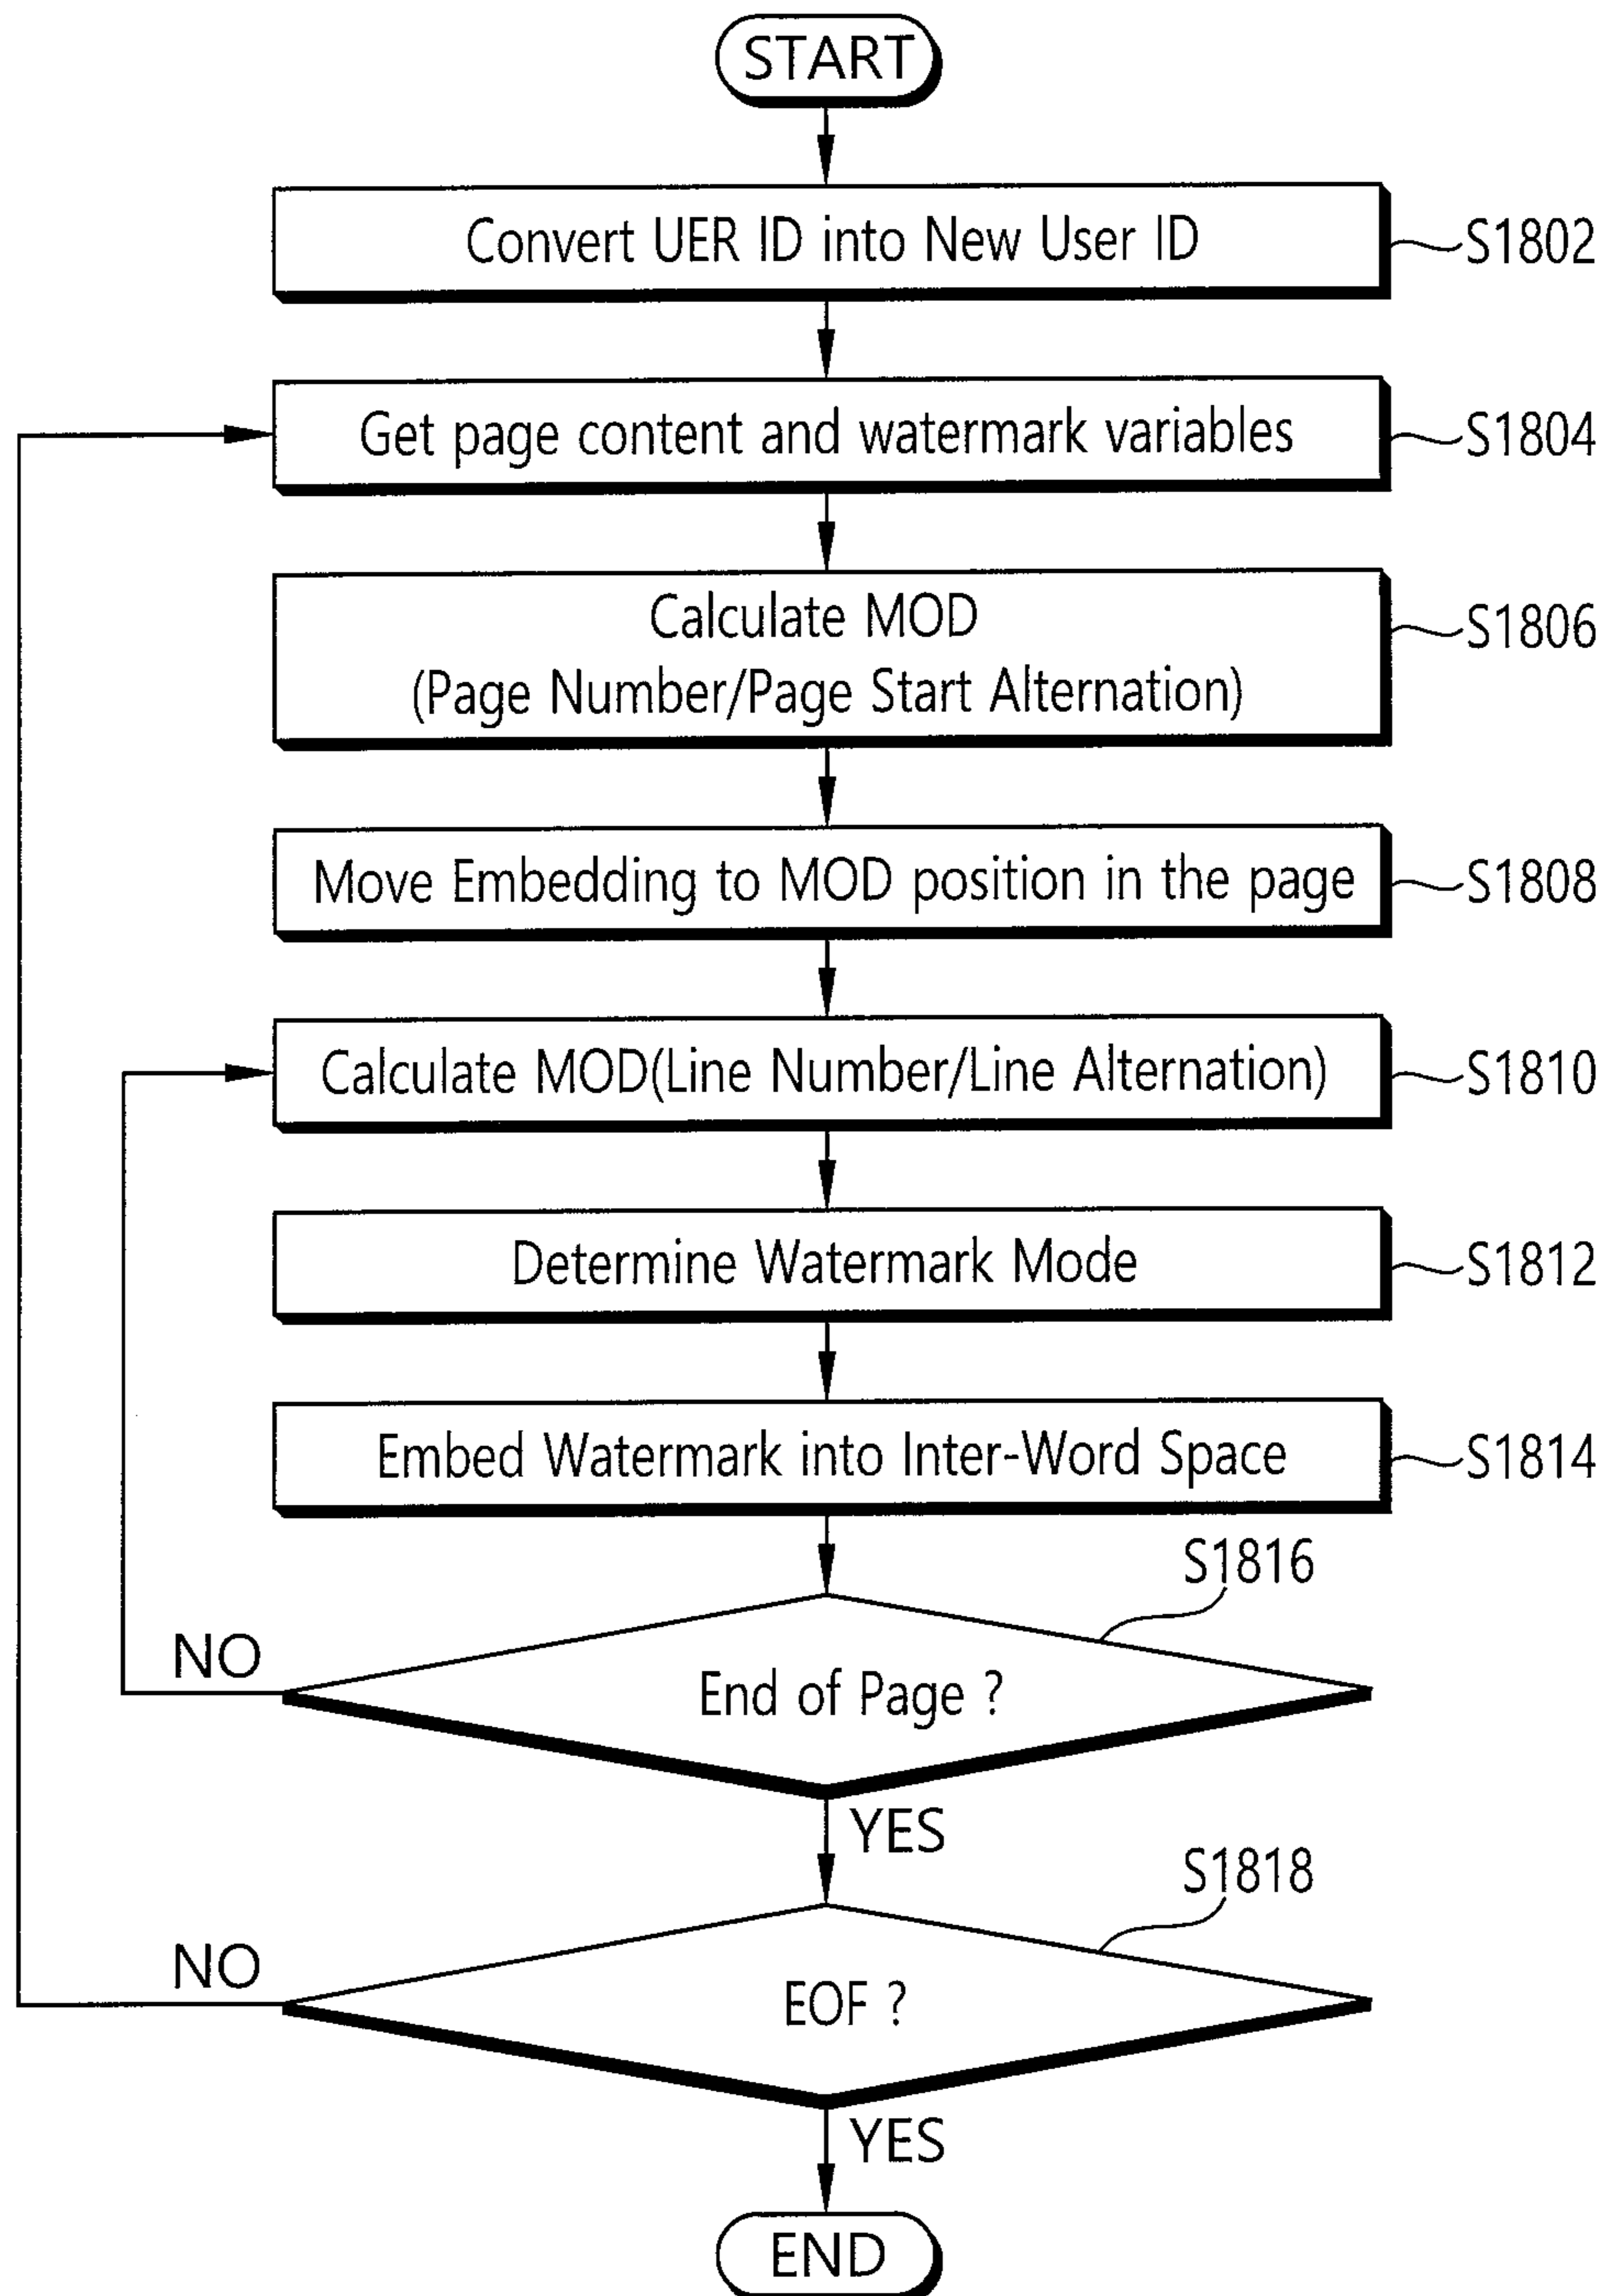 START
Convert UER ID into New User ID
S1802
Get page content and watermark variables
S1804
Calculate MOD
(Page Number/Page Start Alternation)
S1806
Move Embedding to MOD position in the page
S1808
Calculate MOD(Line Number/Line Alternation)
S1810
Determine Watermark Mode
S1812
Embed Watermark into Inter-Word Space
S1814
S1816
NO
End of Page ?
YES
S1818
NO
EOF ?
YES
END